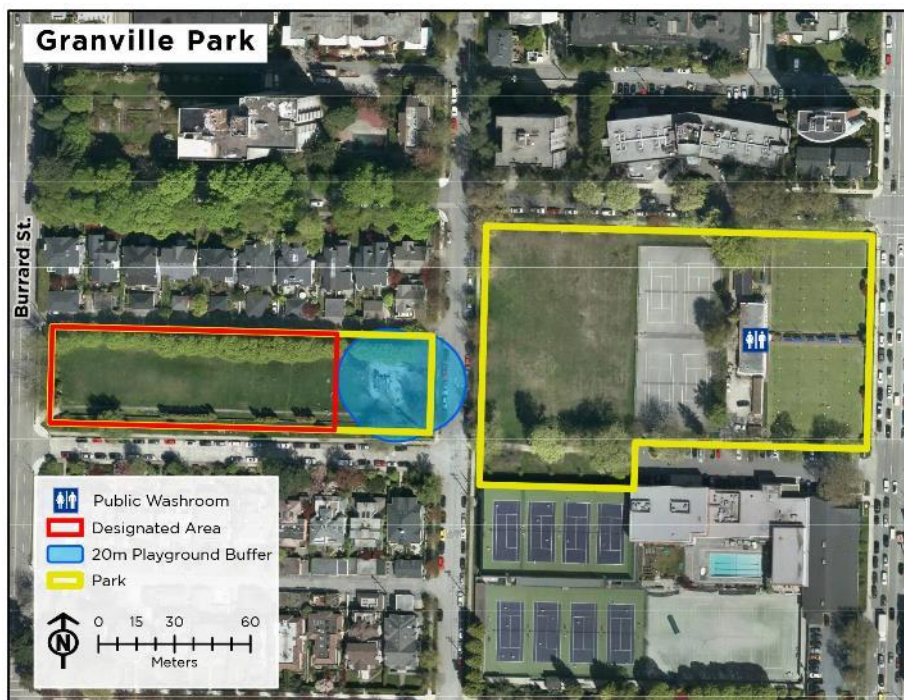 Granville Park
Burrard St.
Public Washroom
Designated Area
20m Playground Buffer
Park
N
0 15 30 60
Meters